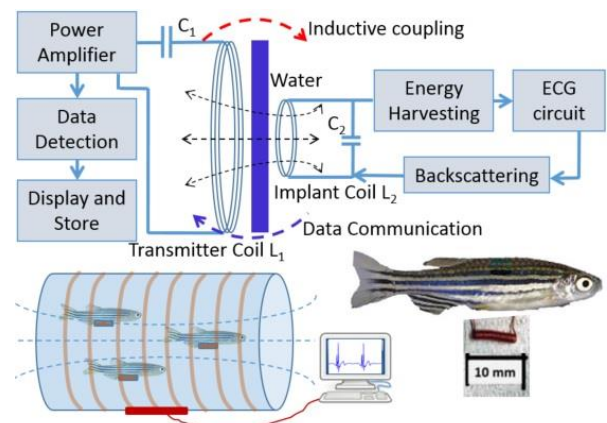 Power
Amplifier
C1
Inductive coupling
Water
Energy
Harvesting
ECG
circuit
Data
Detection
C2
Display and
Store
Backscattering
Implant Coil L2
Data Communication
Transmitter Coil L1
10 mm